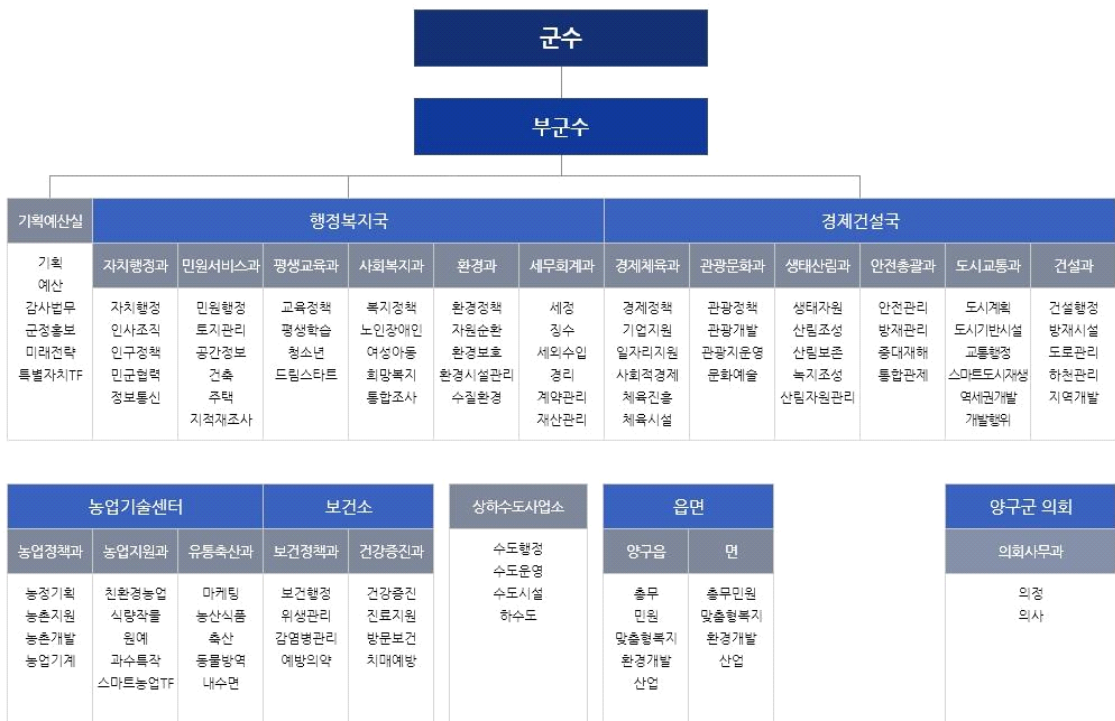 군수
부군수
기획예산실
기획
예산
감사법무
군정홍보
미래전략
특별자치TF
행정복지국
자치행정과
자치행정
인사조직
인구정책
민군협력
정보통신
민원서비스과
민원행정
토지관리
공간정보
건축
주택
지적재조사
평생교육과
교육정책
평생학습
청소년
드림스타트
사회복지과
복지정책
노인장애인
여성아동
희망복지
통합조사
환경과
환경정책
자원순환
환경보호
환경시설관리
수질환경
세무회계과
세정
징수
세외수입
경리
계약관리
재산관리
경제건설국
경제체육과
경제정책
기업지원
일자리지원
사회적경제
체육진흥
체육시설
관광문화과
관광정책
관광개발
관광지운영
문화예술
생태산림과
생태자원
산림조성
산림보존
녹지조성
산림자원관리
안전총괄과
안전관리
방재관리
중대재해
통합관제
도시교통과
도시계획
도시기반시설
교통행정
스마트도시재생
역세권개발
개발행위
건설과
건설행정
방재시설
도로관리
하천관리
지역개발
농업기술센터
농업정책과
농정기획
농촌지원
농촌개발
농업기계
농업지원과
친환경농업
식량작물
원예
과수특작
스마트농업TF
유통축산과
마케팅
농산식품
축산
동물방역
내수면
보건소
보건정책과
보건행정
위생관리
감염병관리
예방의약
건강증진과
건강증진
진료지원
방문보건
치매예방
상하수도사업소
수도행정
수도운영
수도시설
하수도
읍면
양구읍
총무
민원
맞춤형복지
환경개발
산업
면
총무민원
맞춤형복지
환경개발
산업
양구군 의회
의회사무과
의정
의사